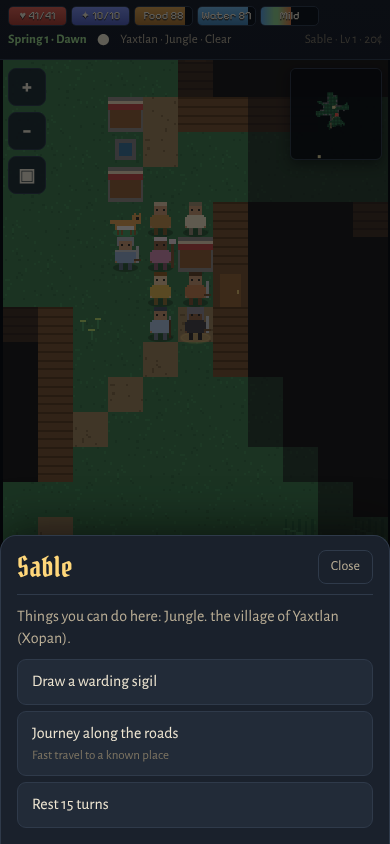 ♥ 41/41 ✦ 10/10 Food 88 Water 87 Mild
Spring 1 · Dawn Yaxtlan · Jungle · Clear Sable · Lv 1 · 20¢
+
-
Sable
Close
Things you can do here: Jungle. the village of Yaxtlan
(Xopan).
Draw a warding sigil
Journey along the roads
Fast travel to a known place
Rest 15 turns